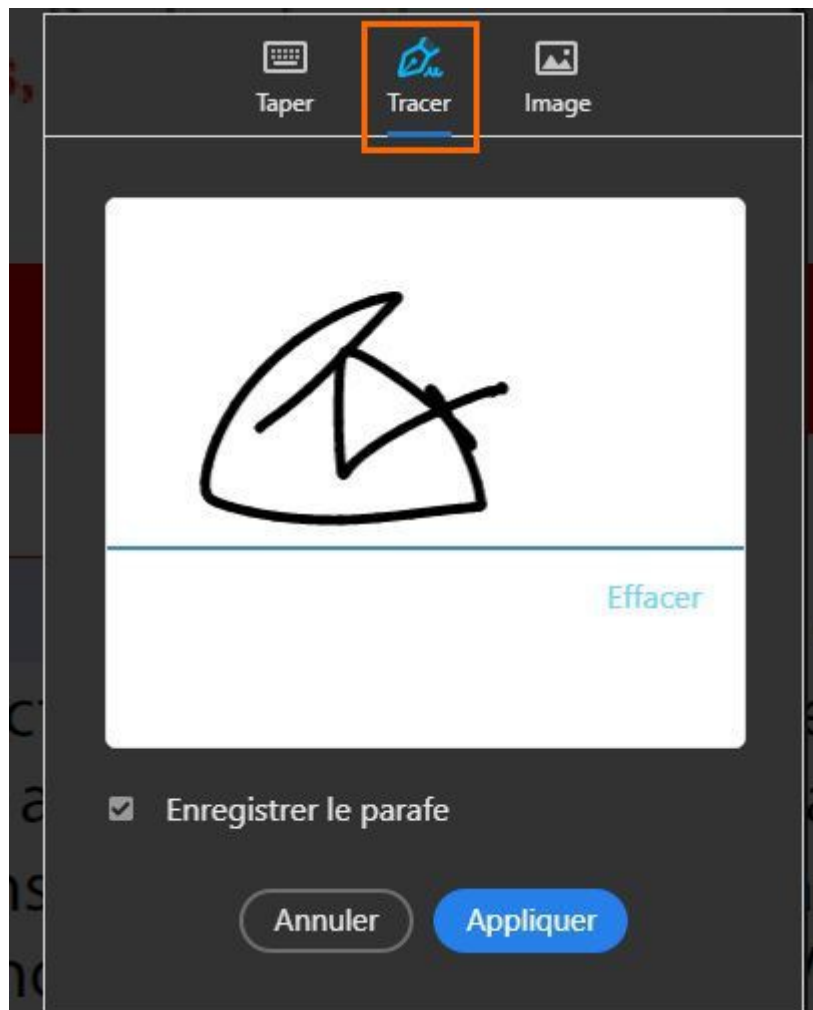 Taper Tracer Image
Effacer
Enregistrer le parafe
Annuler Appliquer